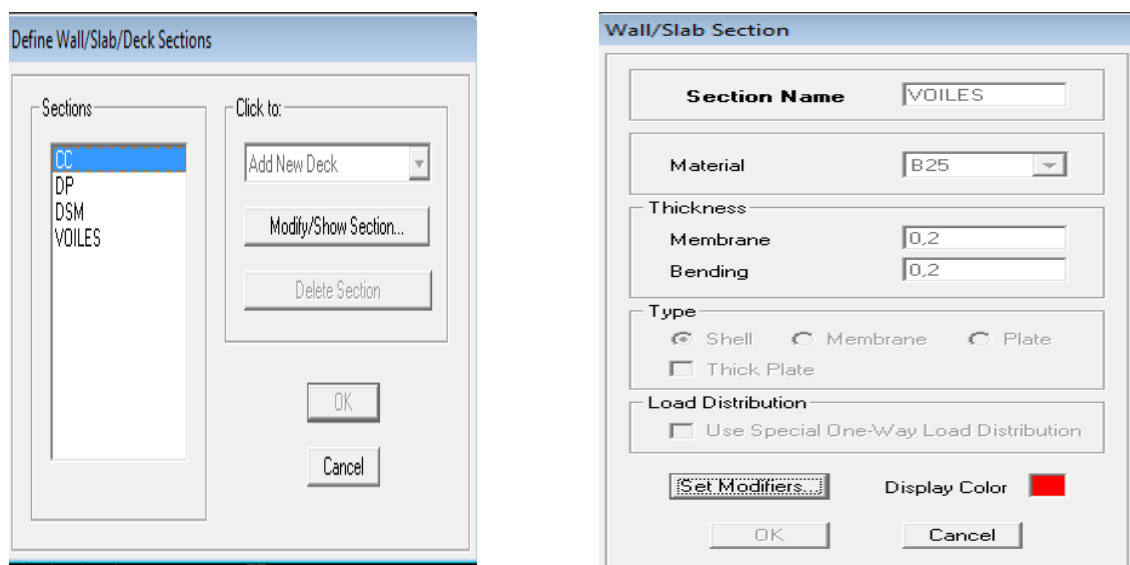 Define Wall/Slab/Deck Sections
Sections
CC
DP
DSM
VOILES
Click to:
Add New Deck
Modify/Show Section...
Delete Section
OK
Cancel
Wall/Slab Section
Section Name VOILES
Material B25
Thickness
Membrane 0,2
Bending 0,2
Type
Shell Membrane Plate
Thick Plate
Load Distribution
Use Special One-Way Load Distribution
Set Modifiers... Display Color
OK Cancel